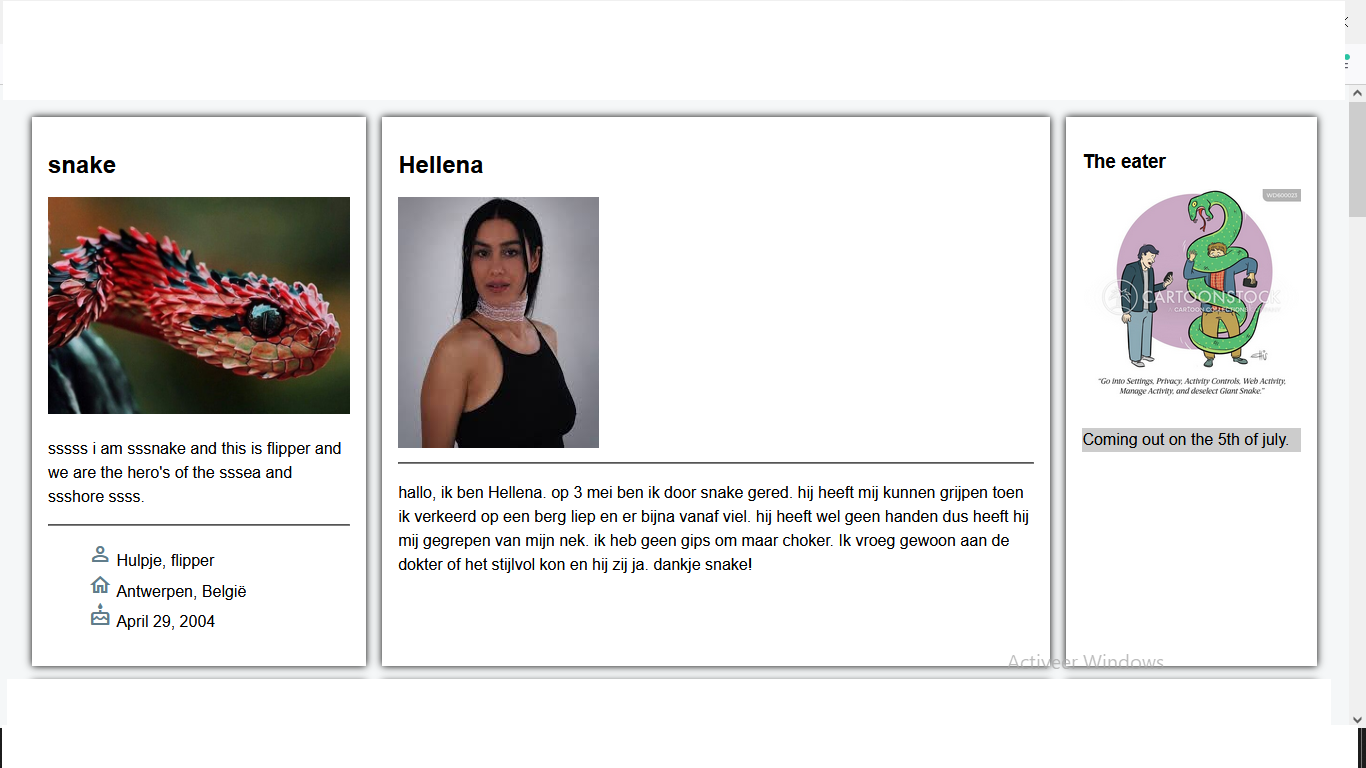 snake
sssss i am sssnake and this is flipper and
we are the hero's of the sssea and
ssshore ssss.
Hulpje, flipper
Antwerpen, België
April 29, 2004
Hellena
hallo, ik ben Hellena. op 3 mei ben ik door snake gered. hij heeft mij kunnen grijpen toen
ik verkeerd op een berg liep en er bijna vanaf viel. hij heeft wel geen handen dus heeft hij
mij gegrepen van mijn nek. ik heb geen gips om maar choker. Ik vroeg gewoon aan de
dokter of het stijlvol kon en hij zij ja. dankje snake!
The eater
CARTOONSTOCK
"Go into Settings, Privacy, Activity Controls, Web Activity,
Manage Activity, and deselect Giant Snake."
Coming out on the 5th of july.
Activeer Windows